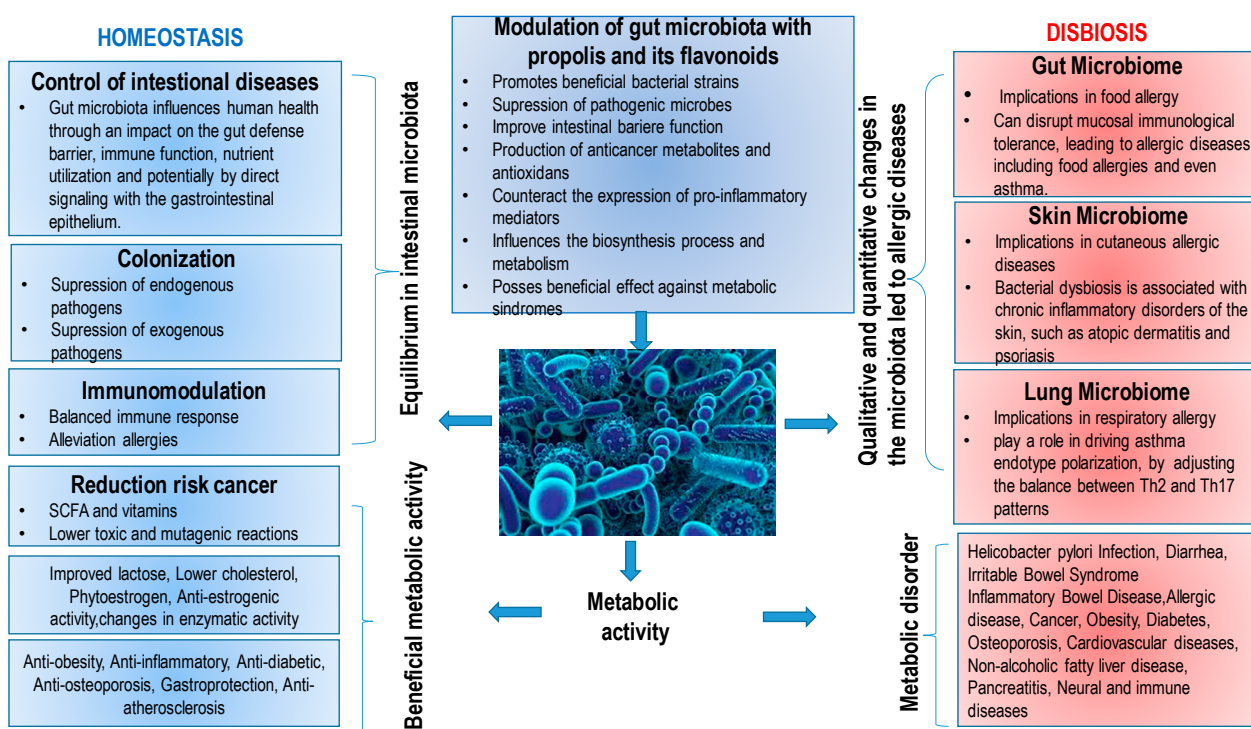 HOMEOSTASIS
Control of intestional diseases
• Gut microbiota influences human health
through an impact on the gut defense
barrier, immune function, nutrient
utilization and potentially by direct
signaling with the gastrointestinal
epithelium.
Colonization
• Supression of endogenous
pathogens
• Supression of exogenous
pathogens
Immunomodulation
• Balanced immune response
• Alleviation allergies
Reduction risk cancer
• SCFA and vitamins
• Lower toxic and mutagenic reactions
Improved lactose, Lower cholesterol,
Phytoestrogen, Anti-estrogenic
activity,changes in enzymatic activity
Anti-obesity, Anti-inflammatory, Anti-diabetic,
Anti-osteoporosis, Gastroprotection, Anti-
atherosclerosis
Equilibrium in intestinal microbiota
Beneficial metabolic activity
Modulation of gut microbiota with
propolis and its flavonoids
• Promotes beneficial bacterial strains
• Supression of pathogenic microbes
• Improve intestinal bariere function
• Production of anticancer metabolites and
antioxidans
• Counteract the expression of pro-inflammatory
mediators
• Influences the biosynthesis process and
metabolism
• Posses beneficial effect against metabolic
sindromes
Metabolic
activity
Qualitative and quantitative changes in
the microbiota led to allergic diseases
Metabolic disorder
DISBIOSIS
Gut Microbiome
• Implications in food allergy
• Can disrupt mucosal immunological
tolerance, leading to allergic diseases
including food allergies and even
asthma.
Skin Microbiome
• Implications in cutaneous allergic
diseases
• Bacterial dysbiosis is associated with
chronic inflammatory disorders of the
skin, such as atopic dermatitis and
psoriasis
Lung Microbiome
• Implications in respiratory allergy
• play a role in driving asthma
endotype polarization, by adjusting
the balance between Th2 and Th17
patterns
Helicobacter pylori Infection, Diarrhea,
Irritable Bowel Syndrome
Inflammatory Bowel Disease,Allergic
disease, Cancer, Obesity, Diabetes,
Osteoporosis, Cardiovascular diseases,
Non-alcoholic fatty liver disease,
Pancreatitis, Neural and immune
diseases